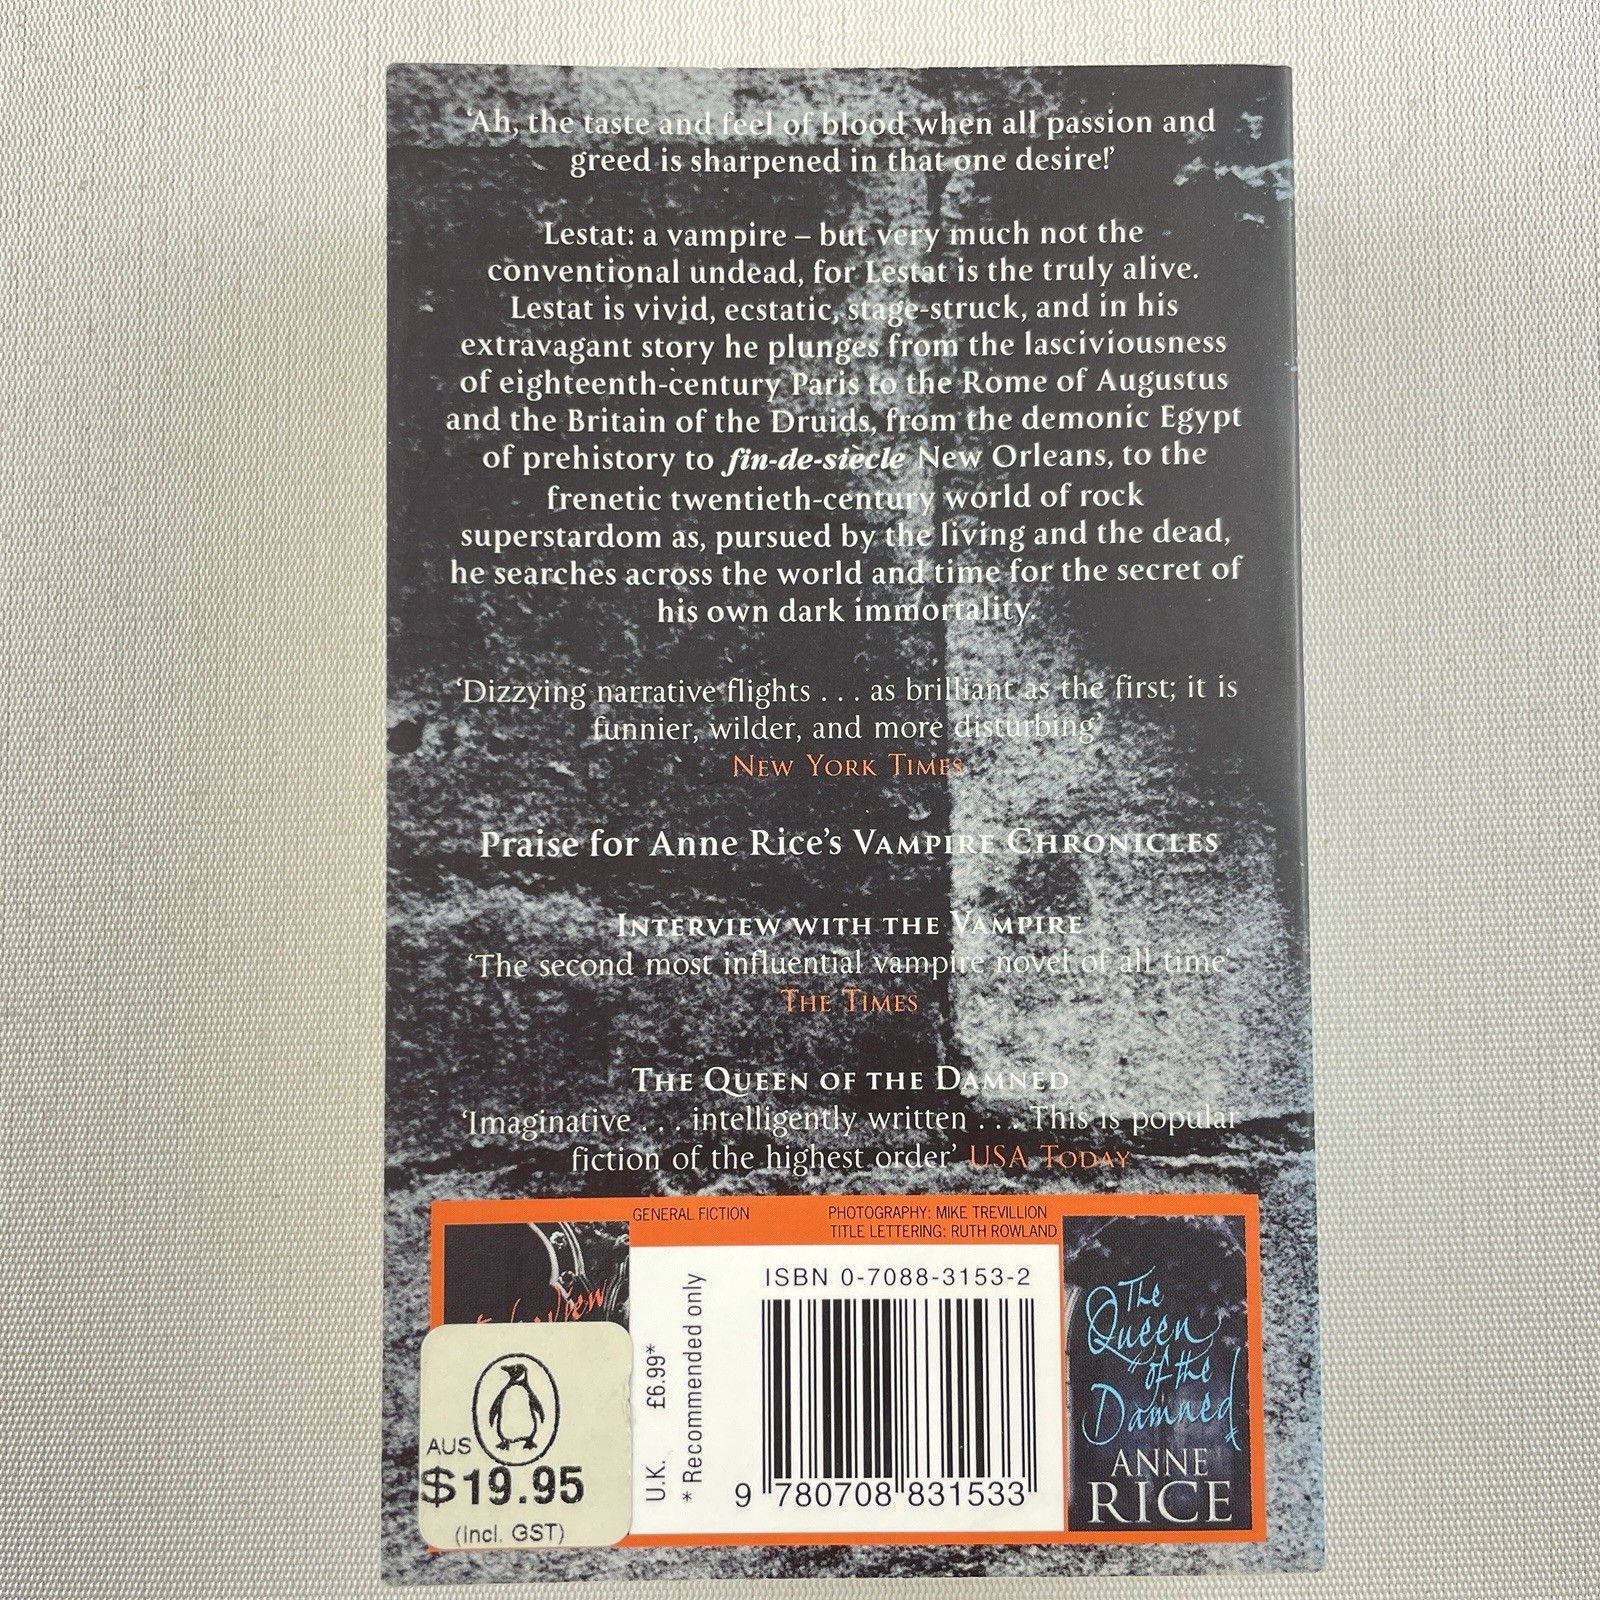 ‘Ah, the taste and feel of blood when all passion and
greed is sharpened in that one desire!’
Lestat: a vampire – but very much not the
conventional undead, for Lestat is the truly alive.
Lestat is vivid, ecstatic, stage-struck, and in his
extravagant story he plunges from the lasciviousness
of eighteenth-century Paris to the Rome of Augustus
and the Britain of the Druids, from the demonic Egypt
of prehistory to fin-de-siècle New Orleans, to the
frenetic twentieth-century world of rock
superstardom as, pursued by the living and the dead,
he searches across the world and time for the secret of
his own dark immortality.
‘Dizzying narrative flights . . . as brilliant as the first; it is
funnier, wilder, and more disturbing’
NEW YORK TIMES
Praise for Anne Rice’s VAMPIRE CHRONICLES
INTERVIEW WITH THE VAMPIRE
‘The second most influential vampire novel of all time’
THE TIMES
THE QUEEN OF THE DAMNED
‘Imaginative . . . intelligently written . . . This is popular
fiction of the highest order’ USA TODAY
GENERAL FICTION
PHOTOGRAPHY: MIKE TREVILLION
TITLE LETTERING: RUTH ROWLAND
AUS
$19.95
(Incl. GST)
U.K. £6.99*
* Recommended only
ISBN 0-7088-3153-2
9 780708 831533
The
Queen
of the
Damned
ANNE
RICE